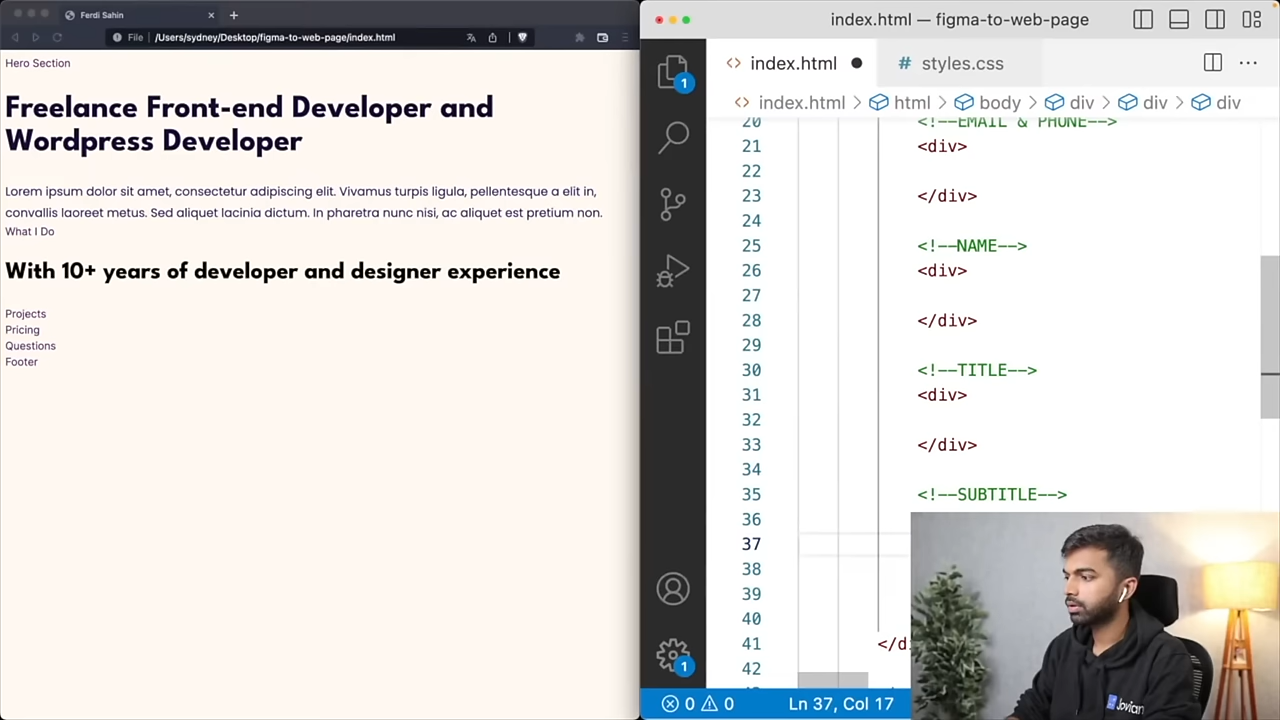 Ferdi Sahin
File
/Users/sydney/Desktop/figma-to-web-page/index.html
Hero Section
Freelance Front-end Developer and
Wordpress Developer
Lorem ipsum dolor sit amet, consectetur adipiscing elit. Vivamus turpis ligula, pellentesque a elit in,
convallis laoreet metus. Sed aliquet lacinia dictum. In pharetra nunc nisi, ac aliquet est pretium non.
What I Do
With 10+ years of developer and designer experience
Projects
Pricing
Questions
Footer
index.html — figma-to-web-page
index.html
# styles.css
index.html > html > body > div > div > div
20 <!--EMAIL & PHONE-->
21 <div>
22
23 </div>
24
25 <!--NAME-->
26 <div>
27
28 </div>
29
30 <!--TITLE-->
31 <div>
32
33 </div>
34
35 <!--SUBTITLE-->
36
37
38
39
40
41 </d
42
1
1
0 0
Ln 37, Col 17
Jovian